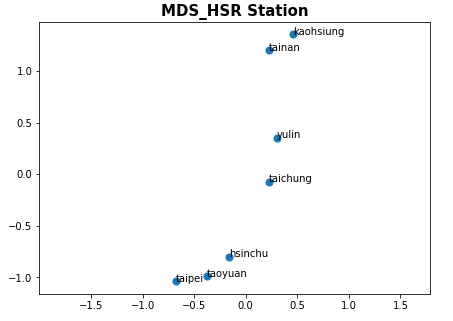 MDS_HSR Station
kaohsiung
tainan
1.0
0.5
yulin
0.0
taichung
−0.5
hsinchu
taoyuan
taipei
−1.0
−1.5 −1.0 −0.5 0.0 0.5 1.0 1.5